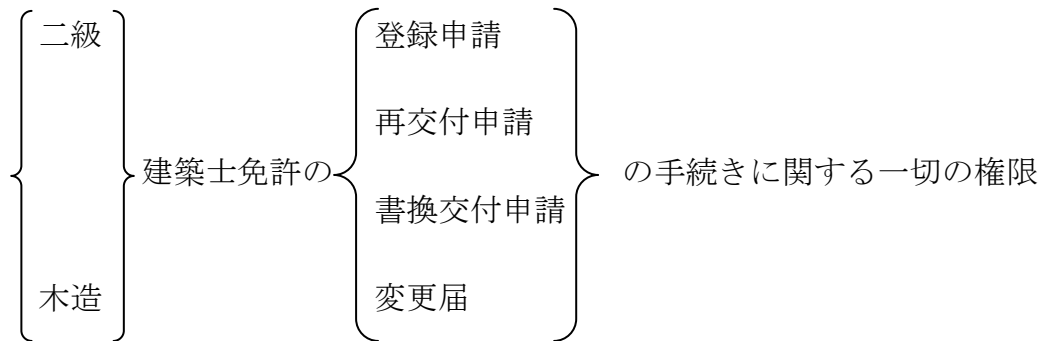 二級
木造
建築士免許の
登録申請
再交付申請
書換交付申請
変更届
の手続きに関する一切の権限